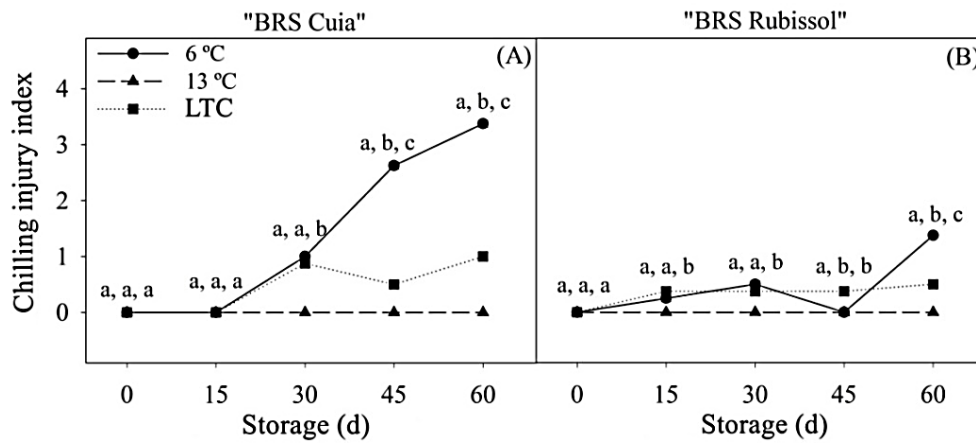 "BRS Cuia"
"BRS Rubissol"
6 ºC
13 ºC
LTC
(A)
(B)
Chilling injury index
4
3
2
1
0
a, a, a
a, a, a
a, a, b
a, b, c
a, b, c
a, a, a
a, a, b
a, a, b
a, b, b
a, b, c
0 15 30 45 60
0 15 30 45 60
Storage (d)
Storage (d)